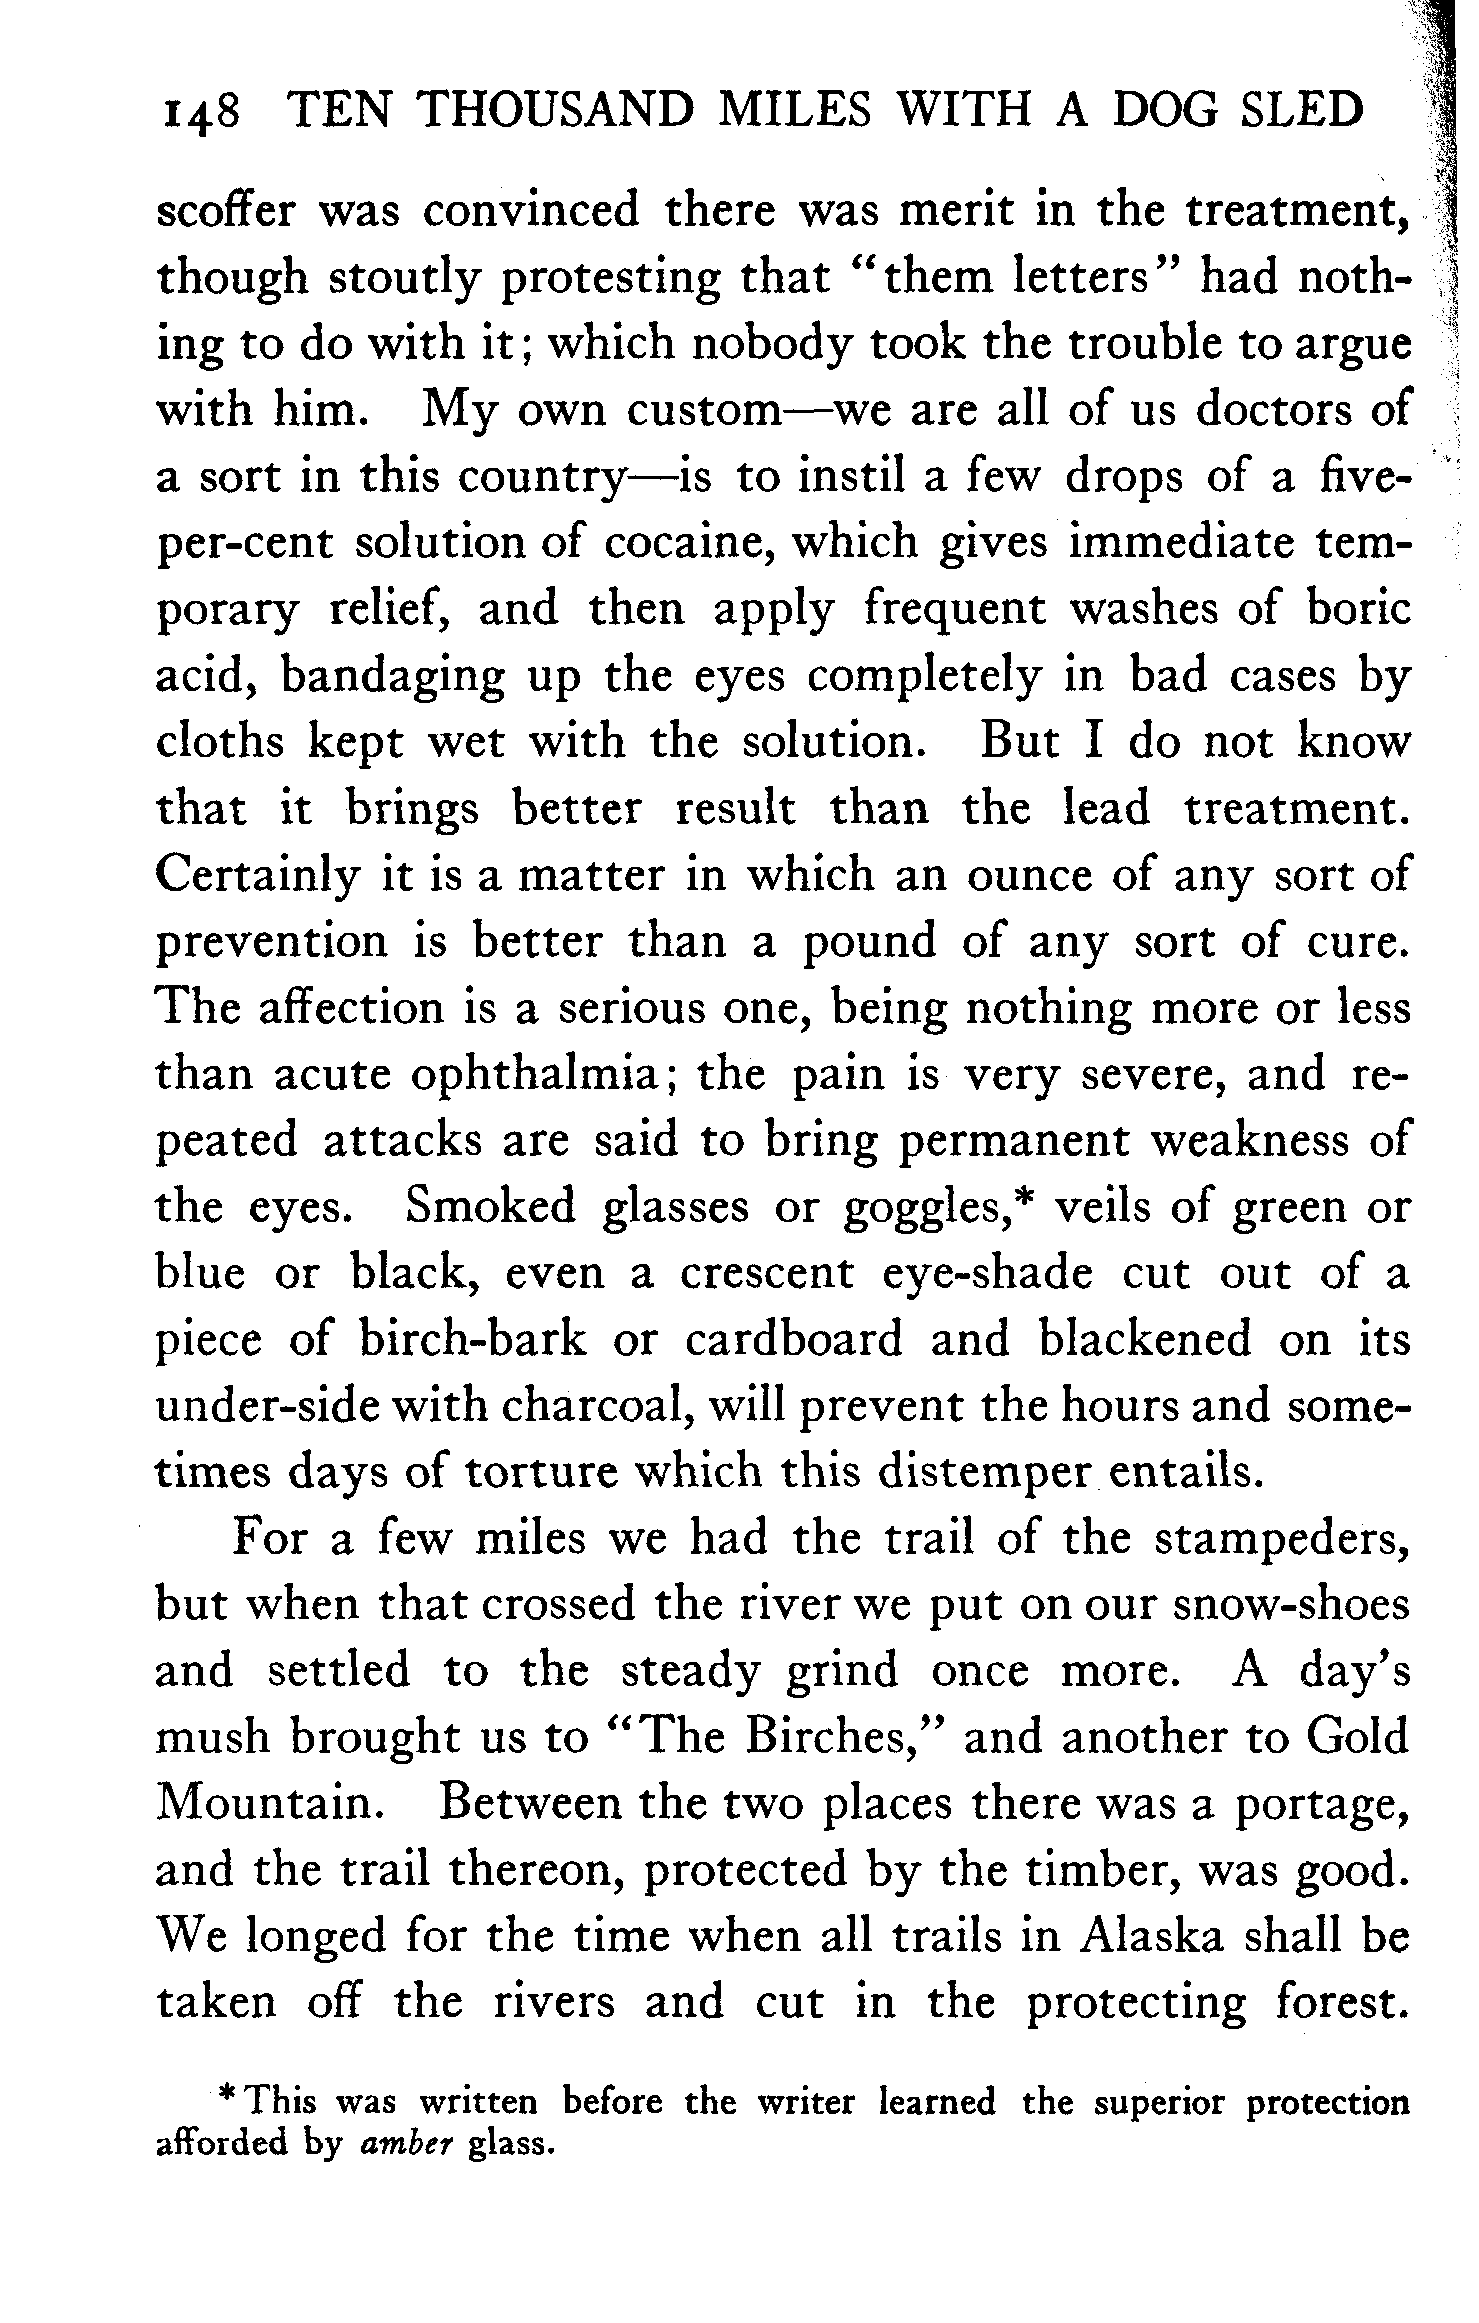 148 TEN THOUSAND MILES WITH A DOG SLED
scoffer was convinced there was merit in the treatment,
though stoutly protesting that "them letters" had noth-
ing to do with it; which nobody took the trouble to argue
with him. My own custom—we are all of us doctors of
a sort in this country—is to instil a few drops of a five-
per-cent solution of cocaine, which gives immediate tem-
porary relief, and then apply frequent washes of boric
acid, bandaging up the eyes completely in bad cases by
cloths kept wet with the solution. But I do not know
that it brings better result than the lead treatment.
Certainly it is a matter in which an ounce of any sort of
prevention is better than a pound of any sort of cure.
The affection is a serious one, being nothing more or less
than acute ophthalmia; the pain is very severe, and re-
peated attacks are said to bring permanent weakness of
the eyes. Smoked glasses or goggles,* veils of green or
blue or black, even a crescent eye-shade cut out of a
piece of birch-bark or cardboard and blackened on its
under-side with charcoal, will prevent the hours and some-
times days of torture which this distemper entails.
For a few miles we had the trail of the stampeders,
but when that crossed the river we put on our snow-shoes
and settled to the steady grind once more. A day's
mush brought us to "The Birches," and another to Gold
Mountain. Between the two places there was a portage,
and the trail thereon, protected by the timber, was good.
We longed for the time when all trails in Alaska shall be
taken off the rivers and cut in the protecting forest.
* This was written before the writer learned the superior protection
afforded by amber glass.